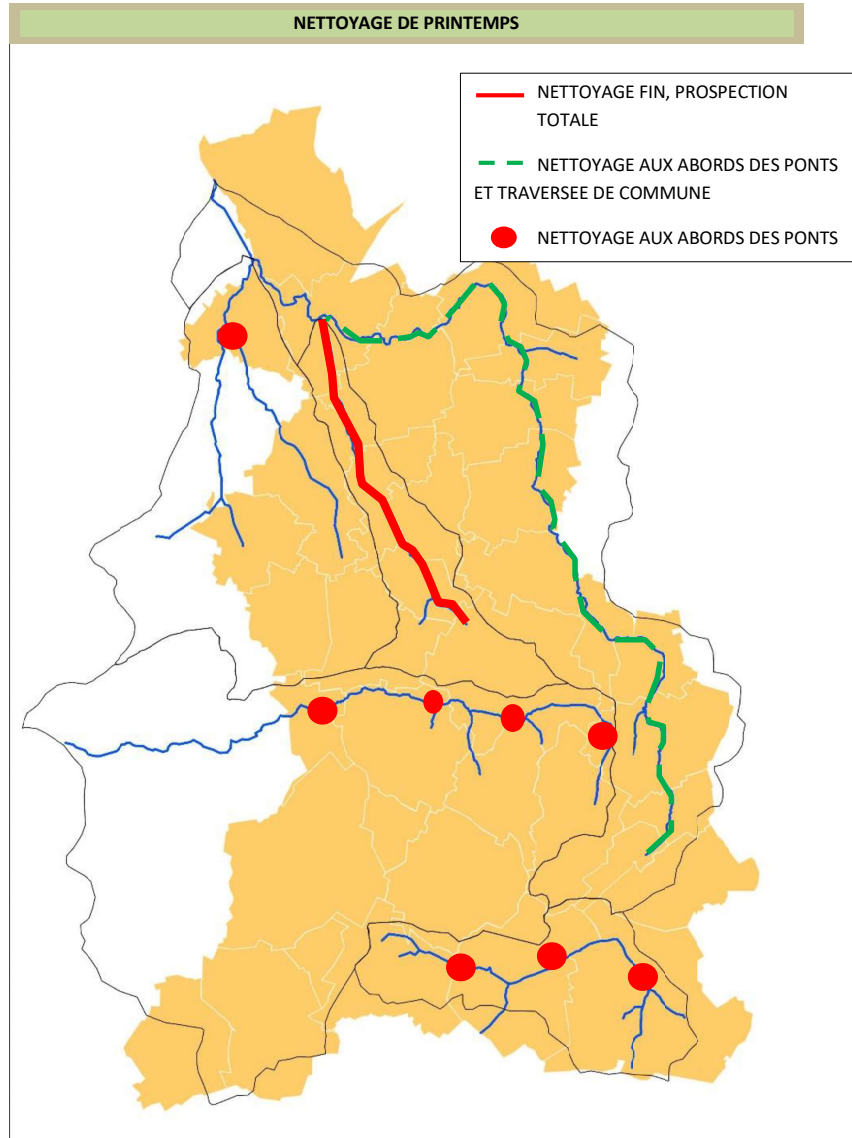 NETTOYAGE DE PRINTEMPS
NETTOYAGE FIN, PROSPECTION
TOTALE
NETTOYAGE AUX ABORDS DES PONTS
ET TRAVERSEE DE COMMUNE
NETTOYAGE AUX ABORDS DES PONTS